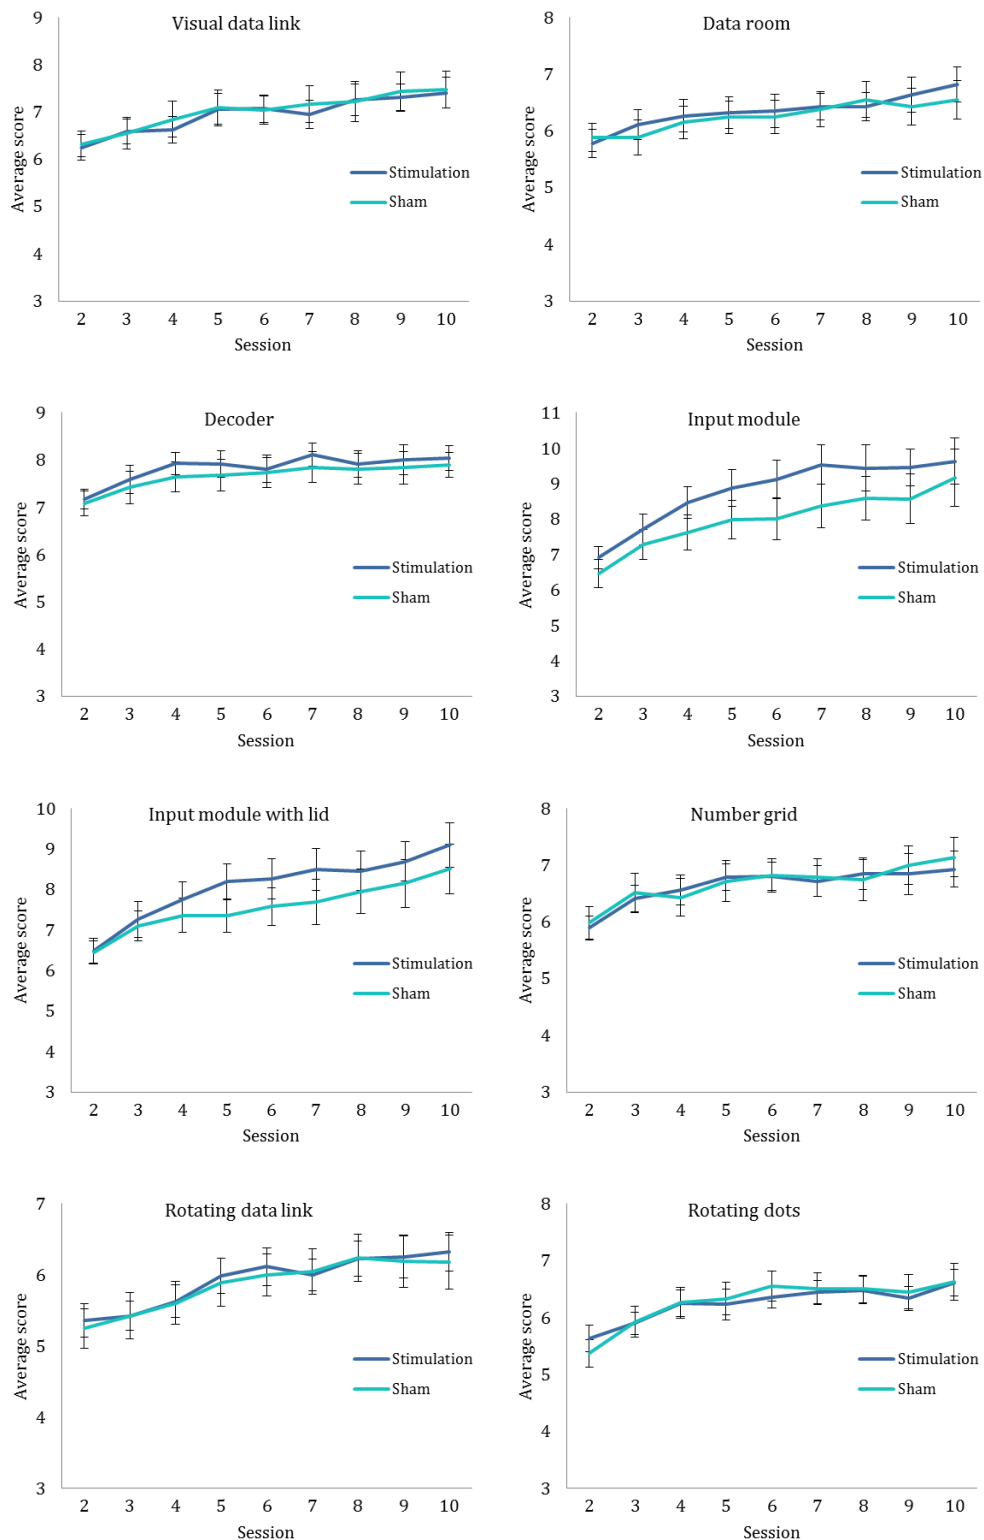 Visual data link
9
8
7
6
5
4
3
Average score
Stimulation
Sham
2 3 4 5 6 7 8 9 10
Session
Data room
8
7
6
5
4
3
Average score
Stimulation
Sham
2 3 4 5 6 7 8 9 10
Session
Decoder
9
8
7
6
5
4
3
Average score
Stimulation
Sham
2 3 4 5 6 7 8 9 10
Session
Input module
11
10
9
8
7
6
5
4
3
Average score
Stimulation
Sham
2 3 4 5 6 7 8 9 10
Session
Input module with lid
10
9
8
7
6
5
4
3
Average score
Stimulation
Sham
2 3 4 5 6 7 8 9 10
Session
Number grid
8
7
6
5
4
3
Average score
Stimulation
Sham
2 3 4 5 6 7 8 9 10
Session
Rotating data link
7
6
5
4
3
Average score
Stimulation
Sham
2 3 4 5 6 7 8 9 10
Session
Rotating dots
8
7
6
5
4
3
Average score
Stimulation
Sham
2 3 4 5 6 7 8 9 10
Session